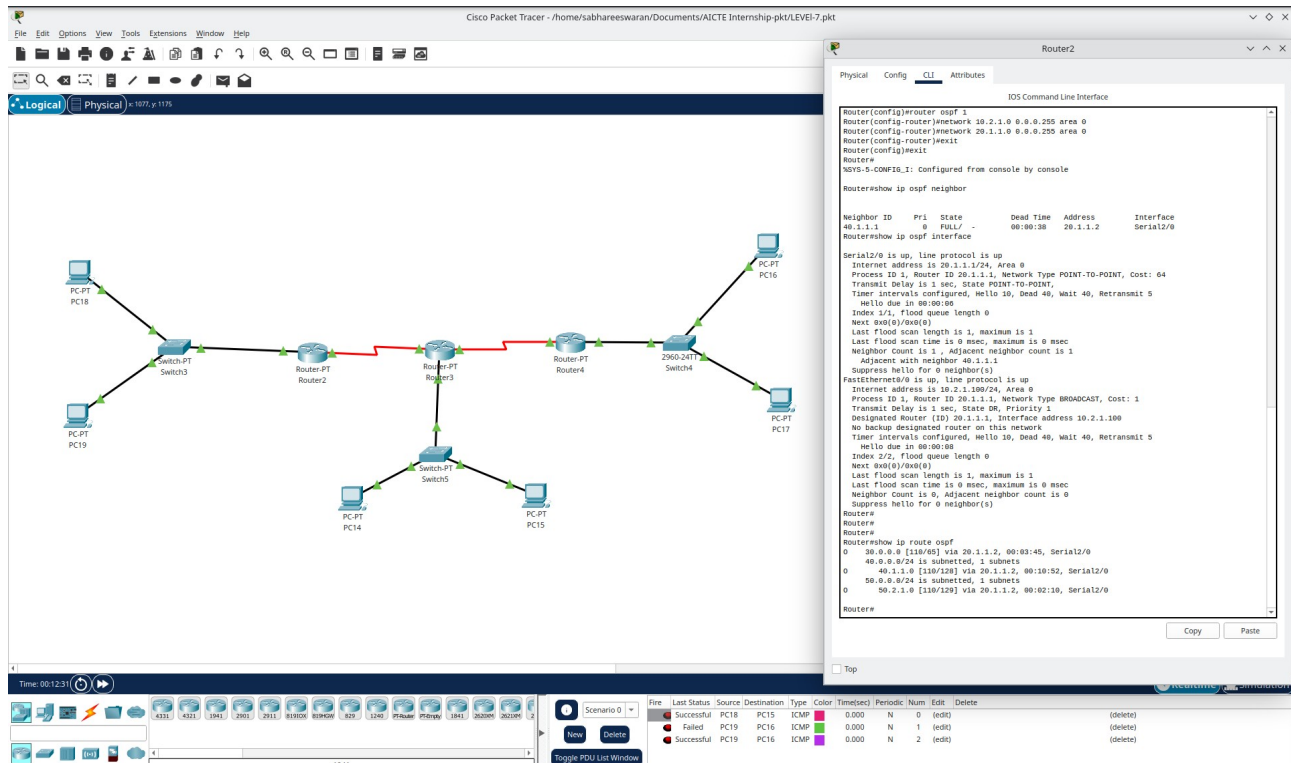 Cisco Packet Tracer - /home/sabhareeswaran/Documents/AICTE Internship-pkt/LEVEl-7.pkt
File Edit Options View Tools Extensions Window Help
Logical Physical x: 1077, y: 1175
PC-PT
PC18
PC-PT
PC16
Switch-PT
Switch3
Router-PT
Router2
Router-PT
Router3
Router-PT
Router4
2960-24TT
Switch4
PC-PT
PC19
PC-PT
PC17
Switch-PT
Switch5
PC-PT
PC14
PC-PT
PC15
Router2
Physical Config CLI Attributes
IOS Command Line Interface
Router(config)#router ospf 1
Router(config-router)#network 10.2.1.0 0.0.0.255 area 0
Router(config-router)#network 20.1.1.0 0.0.0.255 area 0
Router(config-router)#exit
Router(config)#exit
Router#
%SYS-5-CONFIG_I: Configured from console by console
Router#show ip ospf neighbor
Neighbor ID Pri State Dead Time Address Interface
40.1.1.1 0 FULL/ - 00:00:38 20.1.1.2 Serial2/0
Router#show ip ospf interface
Serial2/0 is up, line protocol is up
Internet address is 20.1.1.1/24, Area 0
Process ID 1, Router ID 20.1.1.1, Network Type POINT-TO-POINT, Cost: 64
Transmit Delay is 1 sec, State POINT-TO-POINT,
Timer intervals configured, Hello 10, Dead 40, Wait 40, Retransmit 5
Hello due in 00:00:06
Index 1/1, flood queue length 0
Next 0x0(0)/0x0(0)
Last flood scan length is 1, maximum is 1
Last flood scan time is 0 msec, maximum is 0 msec
Neighbor Count is 1 , Adjacent neighbor count is 1
Adjacent with neighbor 40.1.1.1
Suppress hello for 0 neighbor(s)
FastEthernet0/0 is up, line protocol is up
Internet address is 10.2.1.100/24, Area 0
Process ID 1, Router ID 20.1.1.1, Network Type BROADCAST, Cost: 1
Transmit Delay is 1 sec, State DR, Priority 1
Designated Router (ID) 20.1.1.1, Interface address 10.2.1.100
No backup designated router on this network
Timer intervals configured, Hello 10, Dead 40, Wait 40, Retransmit 5
Hello due in 00:00:08
Index 2/2, flood queue length 0
Next 0x0(0)/0x0(0)
Last flood scan length is 1, maximum is 1
Last flood scan time is 0 msec, maximum is 0 msec
Neighbor Count is 0, Adjacent neighbor count is 0
Suppress hello for 0 neighbor(s)
Router#
Router#
Router#
Router#show ip route ospf
O 30.0.0.0 [110/65] via 20.1.1.2, 00:03:45, Serial2/0
40.0.0.0/24 is subnetted, 1 subnets
O 40.1.1.0 [110/128] via 20.1.1.2, 00:10:52, Serial2/0
50.0.0.0/24 is subnetted, 1 subnets
O 50.2.1.0 [110/129] via 20.1.1.2, 00:02:10, Serial2/0
Router#
Copy Paste
Top
Time: 00:12:31
Realtime Simulation
4331 4321 1941 2901 2911 819IOX 819HGW 829 1240 PT-Router PT-Empty 1841 2620XM 2621XM
Scenario 0
New Delete
Toggle PDU List Window
Fire Last Status Source Destination Type Color Time(sec) Periodic Num Edit Delete
Successful PC18 PC15 ICMP 0.000 N 0 (edit) (delete)
Failed PC19 PC16 ICMP 0.000 N 1 (edit) (delete)
Successful PC19 PC16 ICMP 0.000 N 2 (edit) (delete)